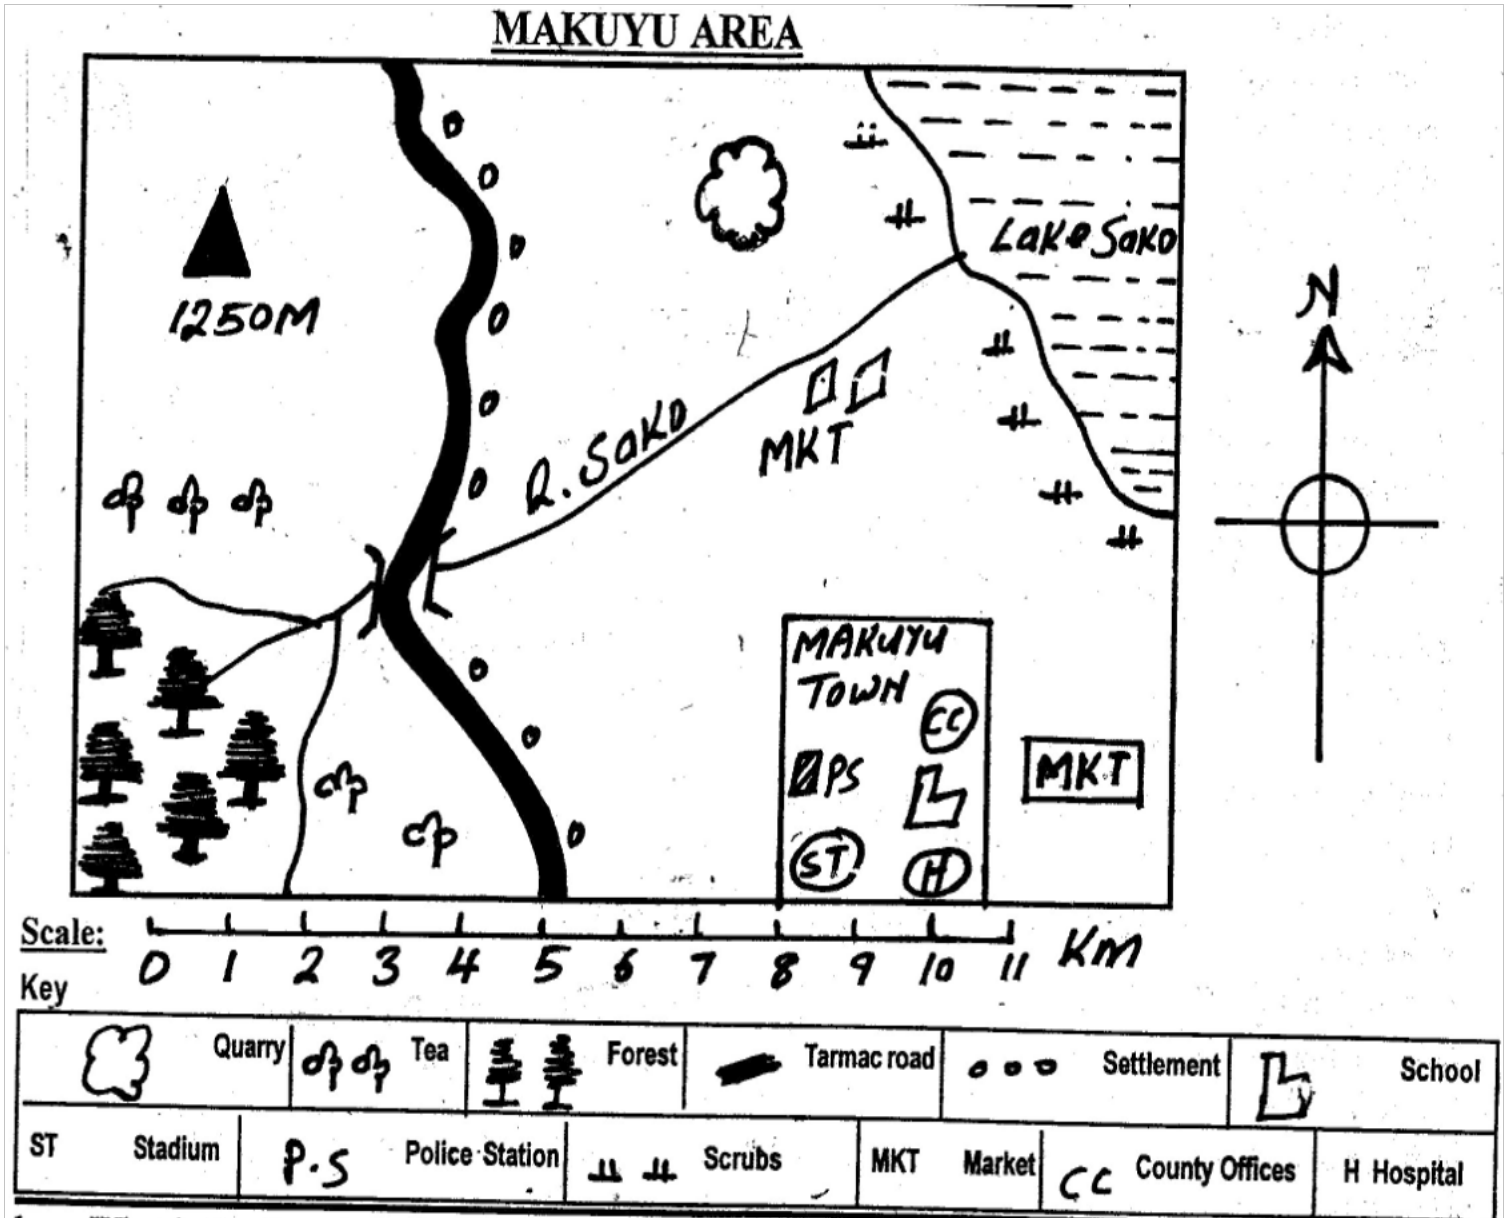 MAKUYU AREA
Lake Sako
1250M
N
R. SAKO
MKT
MAKUYU
TOWN
CC
PS
MKT
ST
H
Scale:
0 1 2 3 4 5 6 7 8 9 10 11 Km
Key
Quarry Tea Forest Tarmac road Settlement School
ST Stadium P.S Police Station Scrubs MKT Market CC County Offices H Hospital